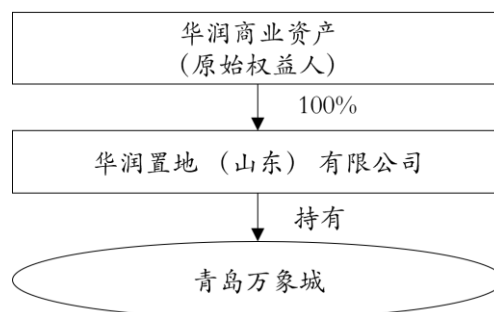 华润商业资产
（原始权益人）
100%
华润置地 （山东） 有限公司
持有
青岛万象城